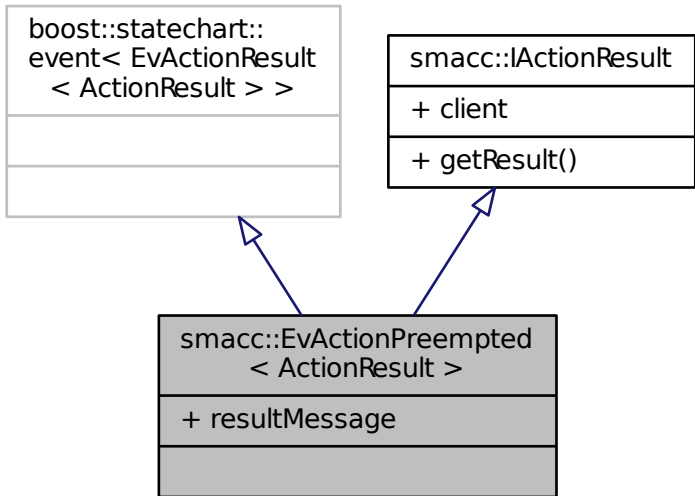 boost::statechart::
event< EvActionResult
< ActionResult > >
smacc::IActionResult
+ client
+ getResult()
smacc::EvActionPreempted
< ActionResult >
+ resultMessage